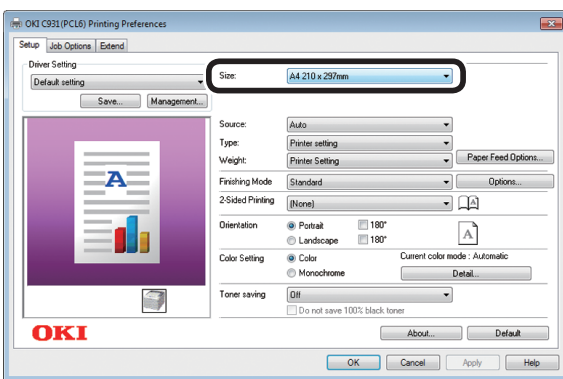 OKI C931(PCL6) Printing Preferences
Setup Job Options Extend
Driver Setting
Default setting
Save... Management...
Size: A4 210 x 297mm
Source: Auto
Type: Printer setting
Weight: Printer Setting Paper Feed Options...
Finishing Mode Standard Options...
2-Sided Printing (None) A
Orientation Portrait 180° A
Landscape 180°
Color Setting Color Current color mode : Automatic
Monochrome Detail...
Toner saving Off
Do not save 100% black toner
A
OKI
About... Default
OK Cancel Apply Help